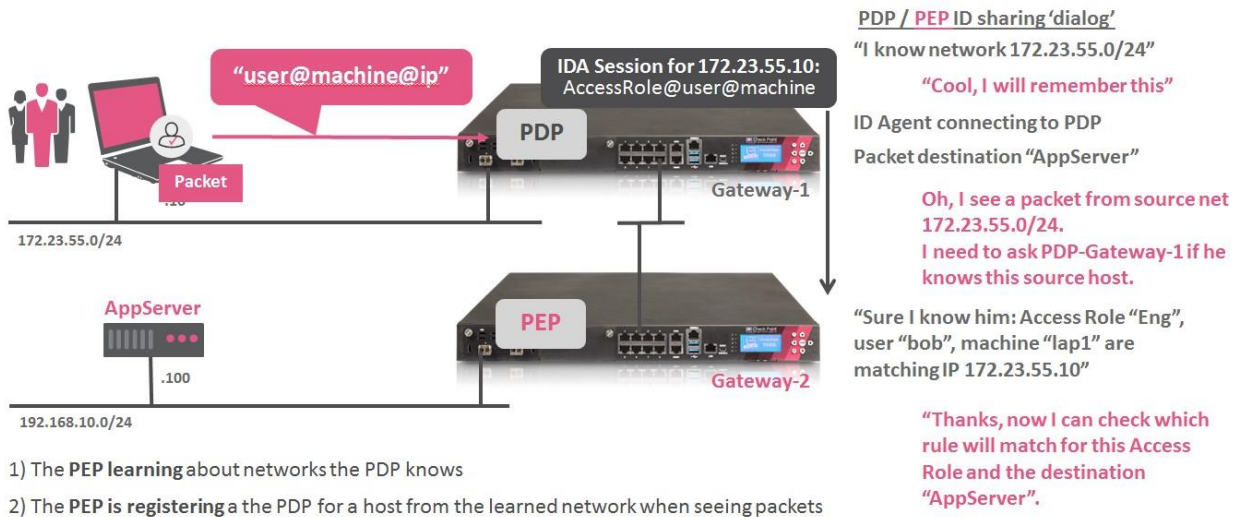 PDP / PEP ID sharing ‘dialog’
“I know network 172.23.55.0/24”
“Cool, I will remember this”
ID Agent connecting to PDP
Packet destination “AppServer”
Oh, I see a packet from source net
172.23.55.0/24.
I need to ask PDP-Gateway-1 if he
knows this source host.
“Sure I know him: Access Role “Eng”,
user “bob”, machine “lap1” are
matching IP 172.23.55.10”
“Thanks, now I can check which
rule will match for this Access
Role and the destination
“AppServer”.
“user@machine@ip”
IDA Session for 172.23.55.10:
AccessRole@user@machine
PDP
Check Point
Gateway-1
Packet
.10
172.23.55.0/24
AppServer
.100
192.168.10.0/24
PEP
Check Point
Gateway-2
1) The PEP learning about networks the PDP knows
2) The PEP is registering a the PDP for a host from the learned network when seeing packets